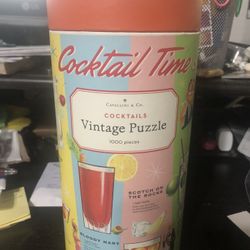 Cocktail Time
CAVALLINI & CO.
COCKTAILS
Vintage Puzzle
1000 pieces
SCOTCH ON
THE ROCKS
BLOODY MARY